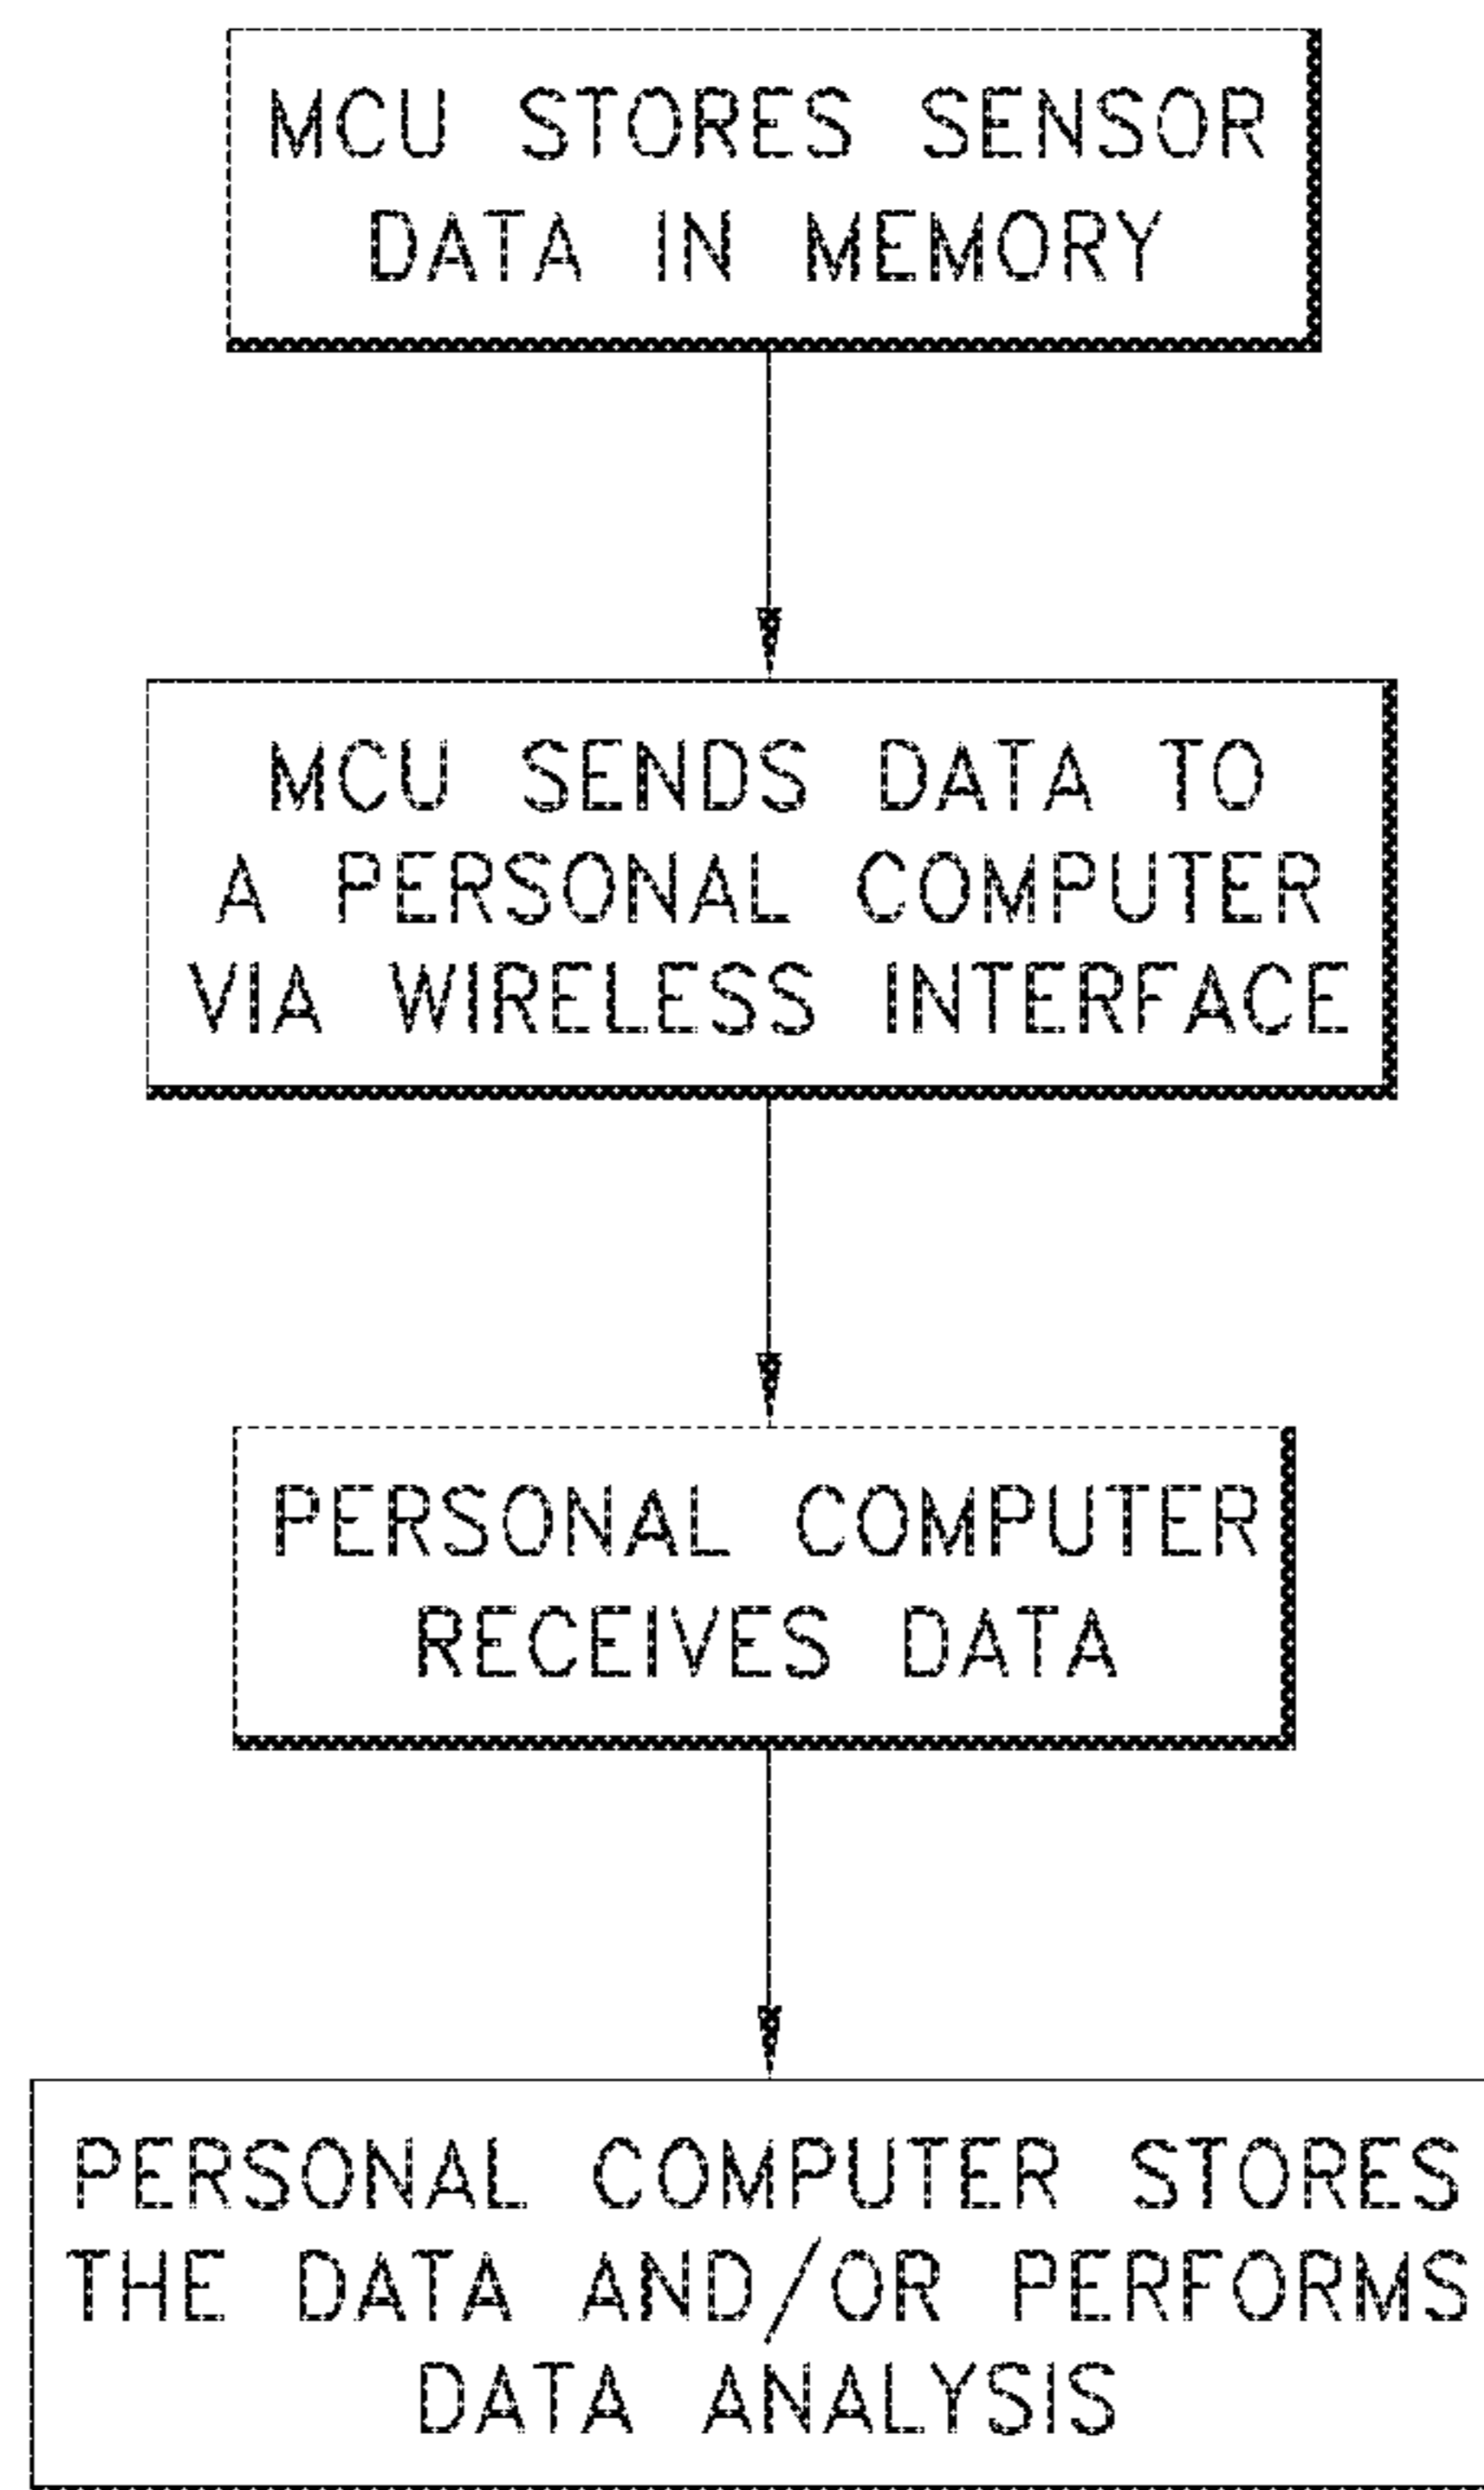 MCU STORES SENSOR
DATA IN MEMORY
MCU SENDS DATA TO
A PERSONAL COMPUTER
VIA WIRELESS INTERFACE
PERSONAL COMPUTER
RECEIVES DATA
PERSONAL COMPUTER STORES
THE DATA AND/OR PERFORMS
DATA ANALYSIS